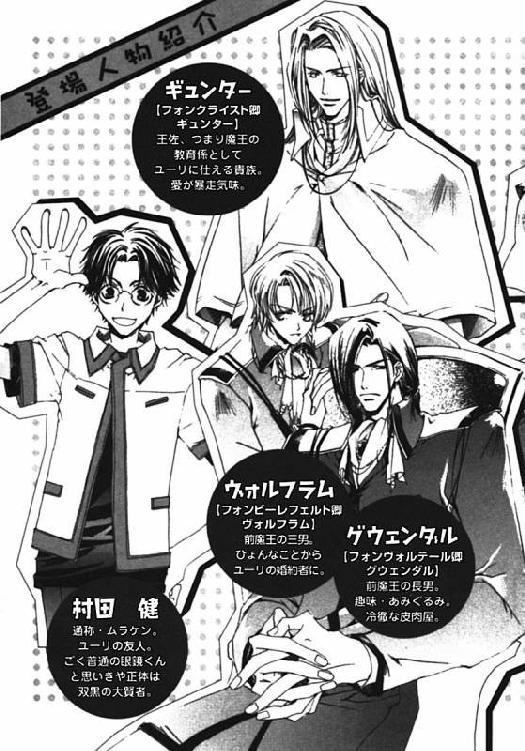 登場人物紹介
ギュンター
【フォンクライスト卿
ギュンター】
王佐、つまり魔王の
教育係として
ユーリに仕える貴族。
愛が暴走気味。
ヴォルフラム
【フォンビーレフェルト卿
ヴォルフラム】
前魔王の三男。
ひょんなことから
ユーリの婚約者に。
グウェンダル
【フォンヴォルテール卿
グウェンダル】
前魔王の長男。
趣味・あみぐるみ。
冷徹な皮肉屋。
村田 健
通称・ムラケン。
ユーリの友人。
ごく普通の眼鏡くん
と思いきや正体は
双黒の大賢者。